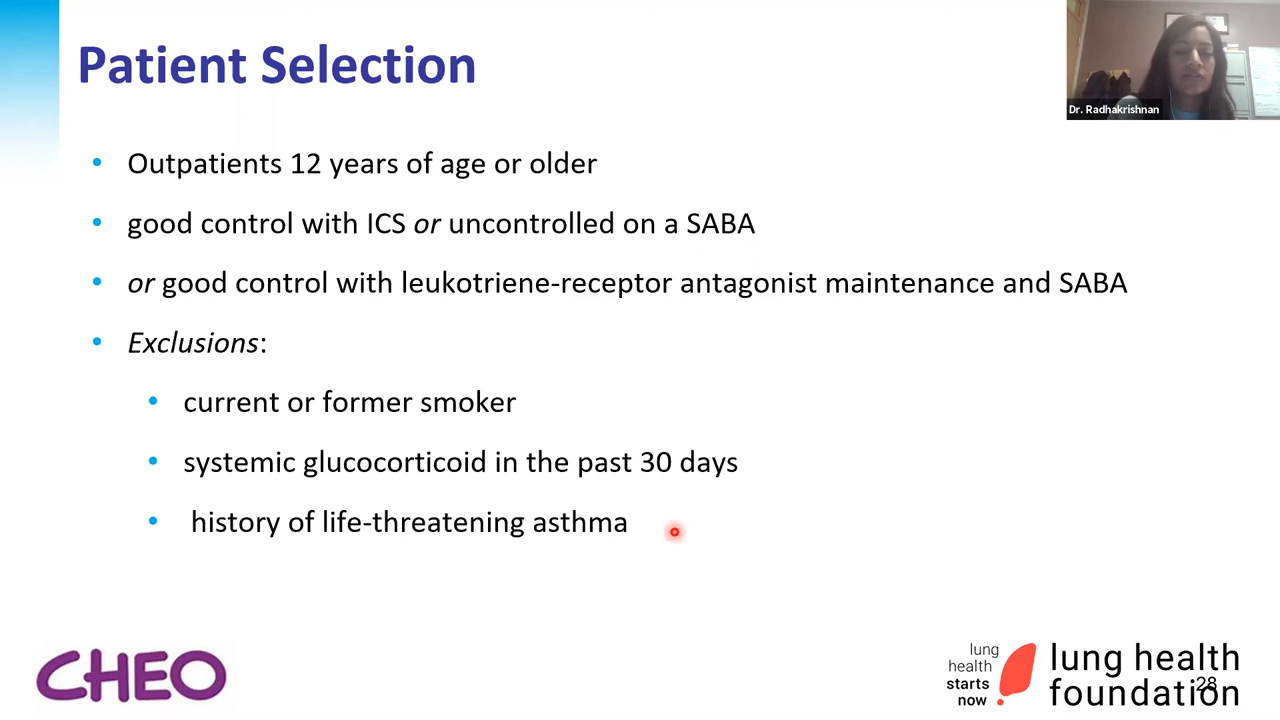 Patient Selection
Dr. Radhakrishnan
• Outpatients 12 years of age or older
• good control with ICS or uncontrolled on a SABA
• or good control with leukotriene-receptor antagonist maintenance and SABA
• Exclusions:
• current or former smoker
• systemic glucocorticoid in the past 30 days
• history of life-threatening asthma
CHEO
lung
health
starts
now
lung health
foundation
28